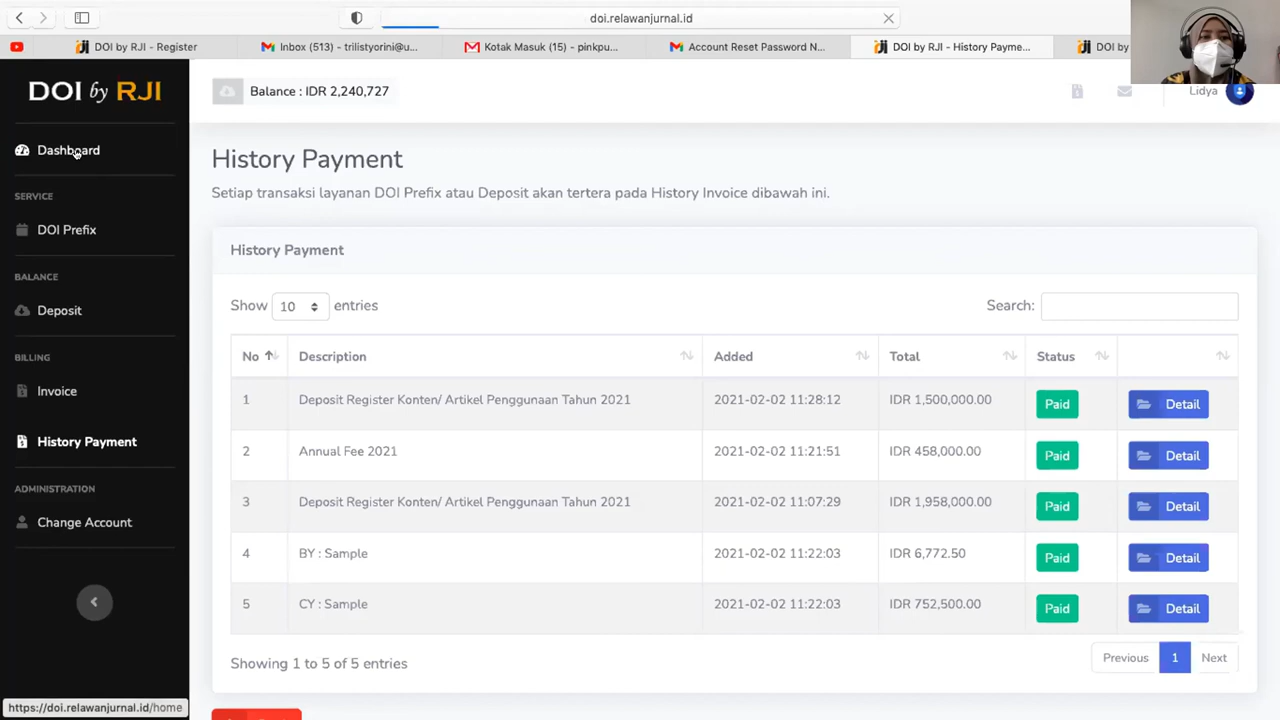 doi.relawanjurnal.id
DOI by RJI - Register
Inbox (513) - trilistyorini@u...
Kotak Masuk (15) - pinkpu...
Account Reset Password N...
DOI by RJI - History Payme...
DOI by
DOI by RJI
Balance : IDR 2,240,727
Lidya
Dashboard
SERVICE
DOI Prefix
BALANCE
Deposit
BILLING
Invoice
History Payment
ADMINISTRATION
Change Account
https://doi.relawanjurnal.id/home
History Payment
Setiap transaksi layanan DOI Prefix atau Deposit akan tertera pada History Invoice dibawah ini.
History Payment
Show 10 entries
Search:
No Description Added Total Status
1 Deposit Register Konten/ Artikel Penggunaan Tahun 2021 2021-02-02 11:28:12 IDR 1,500,000.00 Paid Detail
2 Annual Fee 2021 2021-02-02 11:21:51 IDR 458,000.00 Paid Detail
3 Deposit Register Konten/ Artikel Penggunaan Tahun 2021 2021-02-02 11:07:29 IDR 1,958,000.00 Paid Detail
4 BY : Sample 2021-02-02 11:22:03 IDR 6,772.50 Paid Detail
5 CY : Sample 2021-02-02 11:22:03 IDR 752,500.00 Paid Detail
Showing 1 to 5 of 5 entries
Previous 1 Next